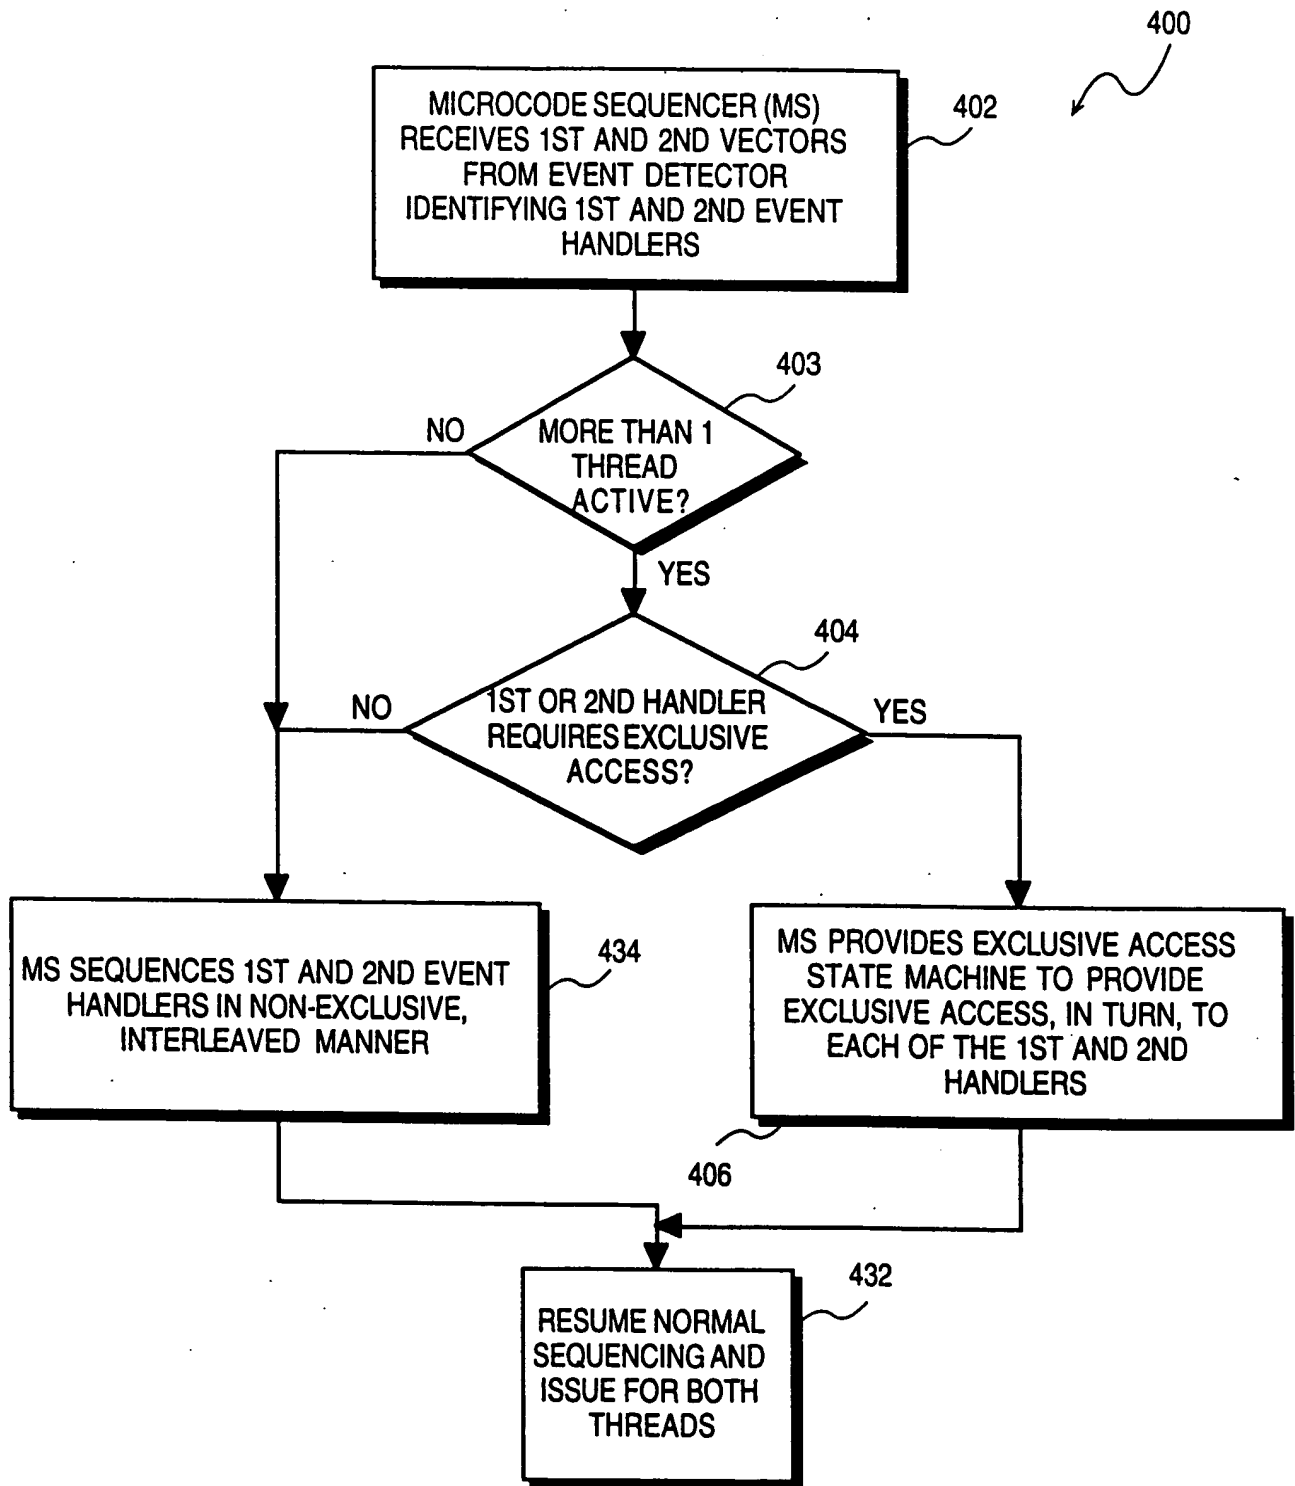 400
MICROCODE SEQUENCER (MS)
RECEIVES 1ST AND 2ND VECTORS
FROM EVENT DETECTOR
IDENTIFYING 1ST AND 2ND EVENT
HANDLERS
402
403
NO
MORE THAN 1
THREAD
ACTIVE?
YES
404
NO
1ST OR 2ND HANDLER
REQUIRES EXCLUSIVE
ACCESS?
YES
MS SEQUENCES 1ST AND 2ND EVENT
HANDLERS IN NON-EXCLUSIVE,
INTERLEAVED MANNER
434
MS PROVIDES EXCLUSIVE ACCESS
STATE MACHINE TO PROVIDE
EXCLUSIVE ACCESS, IN TURN, TO
EACH OF THE 1ST AND 2ND
HANDLERS
406
RESUME NORMAL
SEQUENCING AND
ISSUE FOR BOTH
THREADS
432